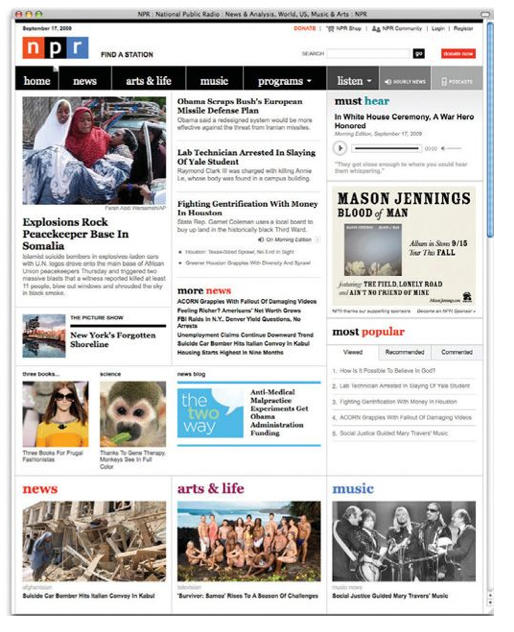 NPR : National Public Radio : News & Analysis, World, US, Music & Arts : NPR
September 17, 2009
DONATE | NPR Shop | NPR Community | Login | Register
npr
FIND A STATION
SEARCH
go
donate now
home
news
arts & life
music
programs
listen
HOURLY NEWS
PODCASTS
Farah Abdi Warsameh/AP
Explosions Rock
Peacekeeper Base In
Somalia
Islamist suicide bombers in explosives-laden cars
with U.N. logos drove onto the main base of African
Union peacekeepers Thursday and triggered two
massive blasts that a witness reported killed at least
11 people, blew out windows and shrouded the sky
in black smoke.
THE PICTURE SHOW
New York's Forgotten
Shoreline
three books...
Three Books For Frugal
Fashionistas
science
Thanks To Gene Therapy,
Monkeys See In Full
Color
Obama Scraps Bush's European
Missile Defense Plan
Obama said a redesigned system would be more
effective against the threat from Iranian missiles.
Lab Technician Arrested In Slaying
Of Yale Student
Raymond Clark III was charged with killing Annie
Le, whose body was found in a campus building.
Fighting Gentrification With Money
In Houston
State Rep. Garnet Coleman uses a local board to
buy up land in the historically black Third Ward.
On Morning Edition
Houston: Texas-Sized Sprawl, No End In Sight
Greener Houston Grapples With Diversity And Sprawl
more news
ACORN Grapples With Fallout Of Damaging Videos
Feeling Richer? Americans' Net Worth Grows
FBI Raids In N.Y., Denver Yield Questions, No
Arrests
Unemployment Claims Continue Downward Trend
Suicide Car Bomber Hits Italian Convoy In Kabul
Housing Starts Highest In Nine Months
news blog
the
two
way
Anti-Medical
Malpractice
Experiments Get
Obama
Administration
Funding
must hear
In White House Ceremony, A War Hero
Honored
Morning Edition, September 17, 2009
00:00
"They got close enough to where you could hear
them whispering."
MASON JENNINGS
BLOOD of MAN
MASON JENNINGS
BLOOD OF MAN
Album in Stores 9/15
Tour This FALL
featuring THE FIELD, LONELY ROAD
and AIN'T NO FRIEND OF MINE
MasonJennings.com
NPR thanks our supporting sponsors
Become an NPR Sponsor
most popular
Viewed
Recommended
Commented
1. How Is It Possible To Believe In God?
2. Lab Technician Arrested In Slaying Of Yale Student
3. Fighting Gentrification With Money In Houston
4. ACORN Grapples With Fallout Of Damaging Videos
5. Social Justice Guided Mary Travers' Music
news
afghanistan
Suicide Car Bomber Hits Italian Convoy In Kabul
arts & life
television
'Survivor: Samoa' Rises To A Season Of Challenges
music
music news
Social Justice Guided Mary Travers' Music